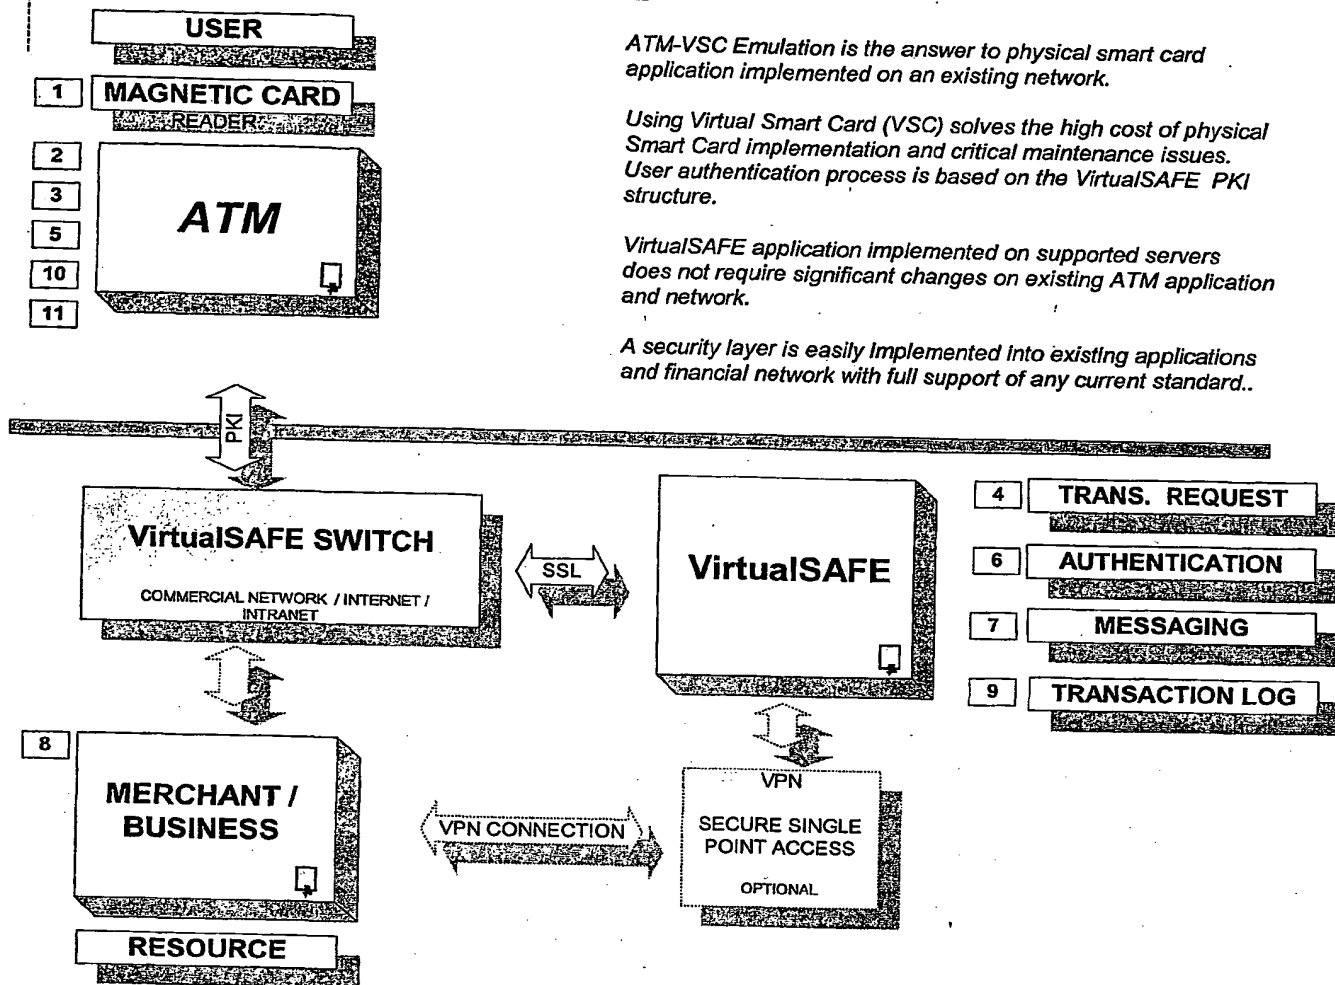 USER
1
MAGNETIC CARD
READER
2
3
5
10
11
ATM
ATM-VSC Emulation is the answer to physical smart card
application implemented on an existing network.
Using Virtual Smart Card (VSC) solves the high cost of physical
Smart Card implementation and critical maintenance issues.
User authentication process is based on the VirtualSAFE PKI
structure.
VirtualSAFE application implemented on supported servers
does not require significant changes on existing ATM application
and network.
A security layer is easily Implemented into existing applications
and financial network with full support of any current standard..
PKI
VirtualSAFE SWITCH
COMMERCIAL NETWORK / INTERNET /
INTRANET
SSL
VirtualSAFE
4
TRANS. REQUEST
6
AUTHENTICATION
7
MESSAGING
9
TRANSACTION LOG
8
MERCHANT /
BUSINESS
VPN CONNECTION
VPN
SECURE SINGLE
POINT ACCESS
OPTIONAL
RESOURCE